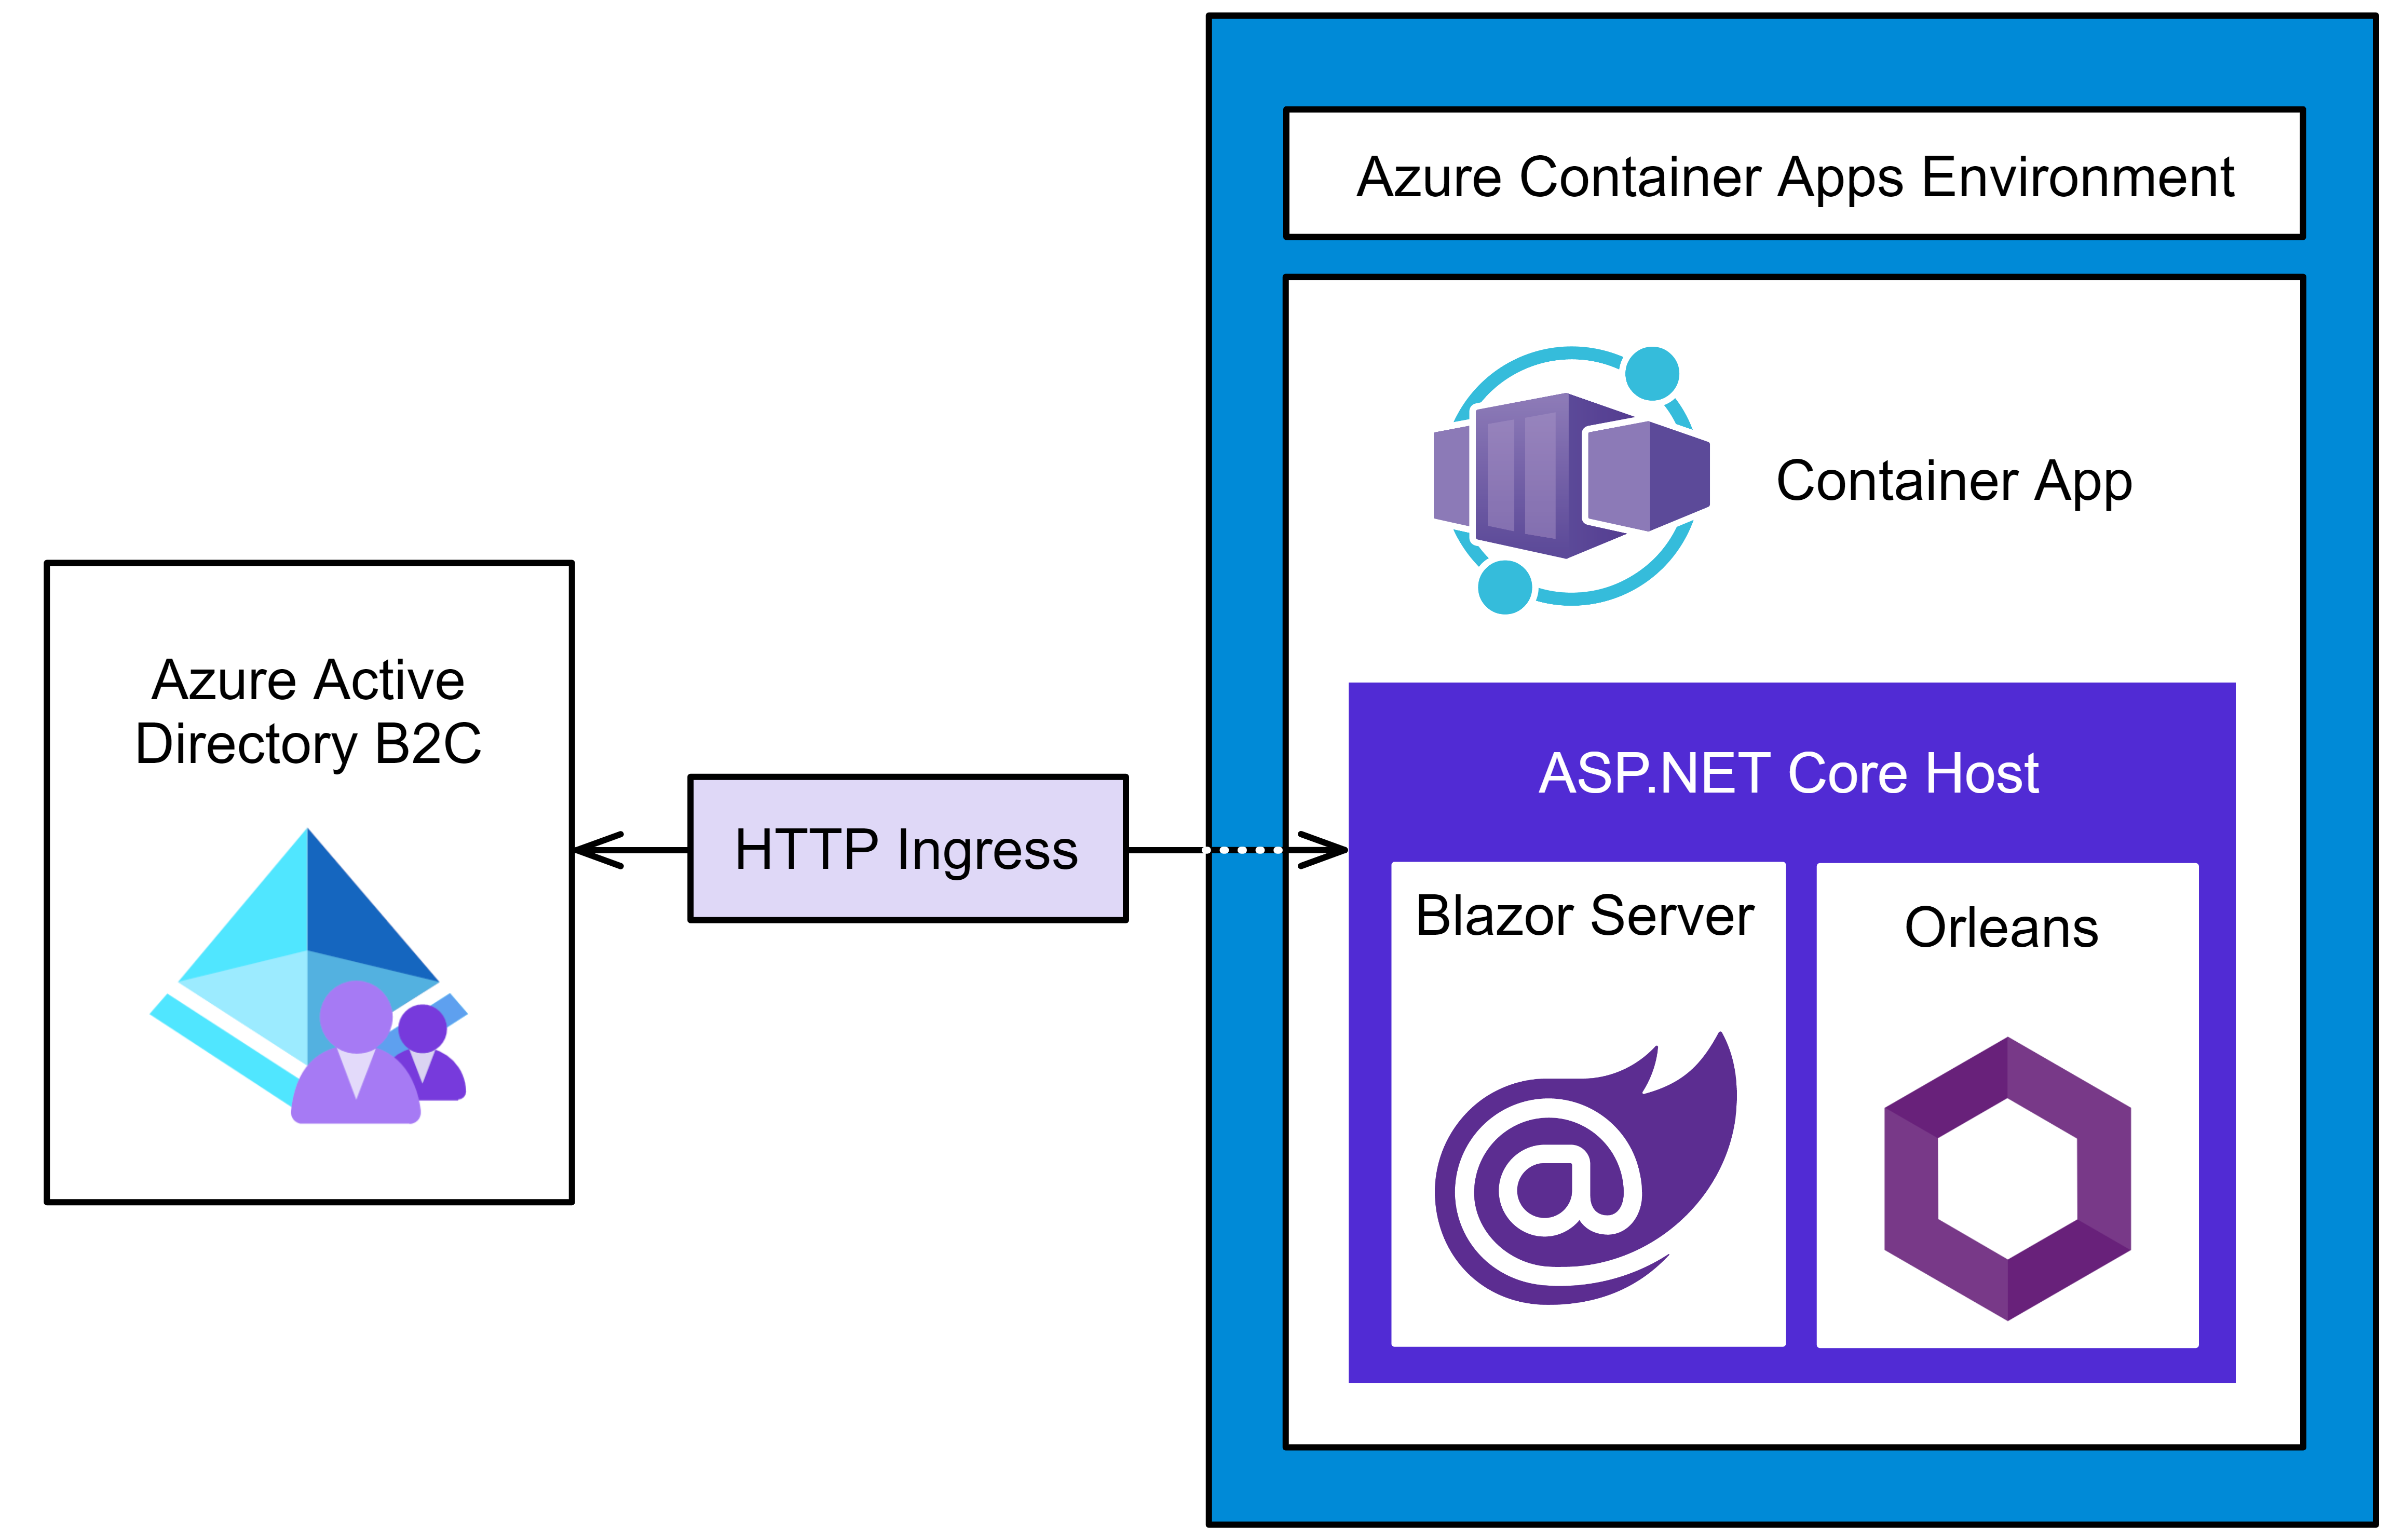 Azure Container Apps Environment
Container App
Azure Active
Directory B2C
HTTP Ingress
ASP.NET Core Host
Blazor Server
Orleans